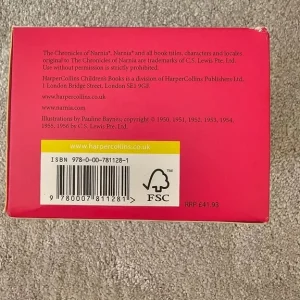 The Chronicles of Narnia®, Narnia® and all book titles, characters and locales
original to The Chronicles of Narnia are trademarks of C.S. Lewis Pte. Ltd.
Use without permission is strictly prohibited.
HarperCollins Children's Books is a division of HarperCollins Publishers Ltd,
1 London Bridge Street, London SE1 9GF
www.harpercollins.co.uk
www.narnia.com
Illustrations by Pauline Baynes, copyright © 1950, 1951, 1952, 1953, 1954,
1955, 1956 by C.S. Lewis Pte. Ltd.
www.harpercollins.co.uk
ISBN 978-0-00-781128-1
9 780007 811281 >
FSC
RRP £41.93